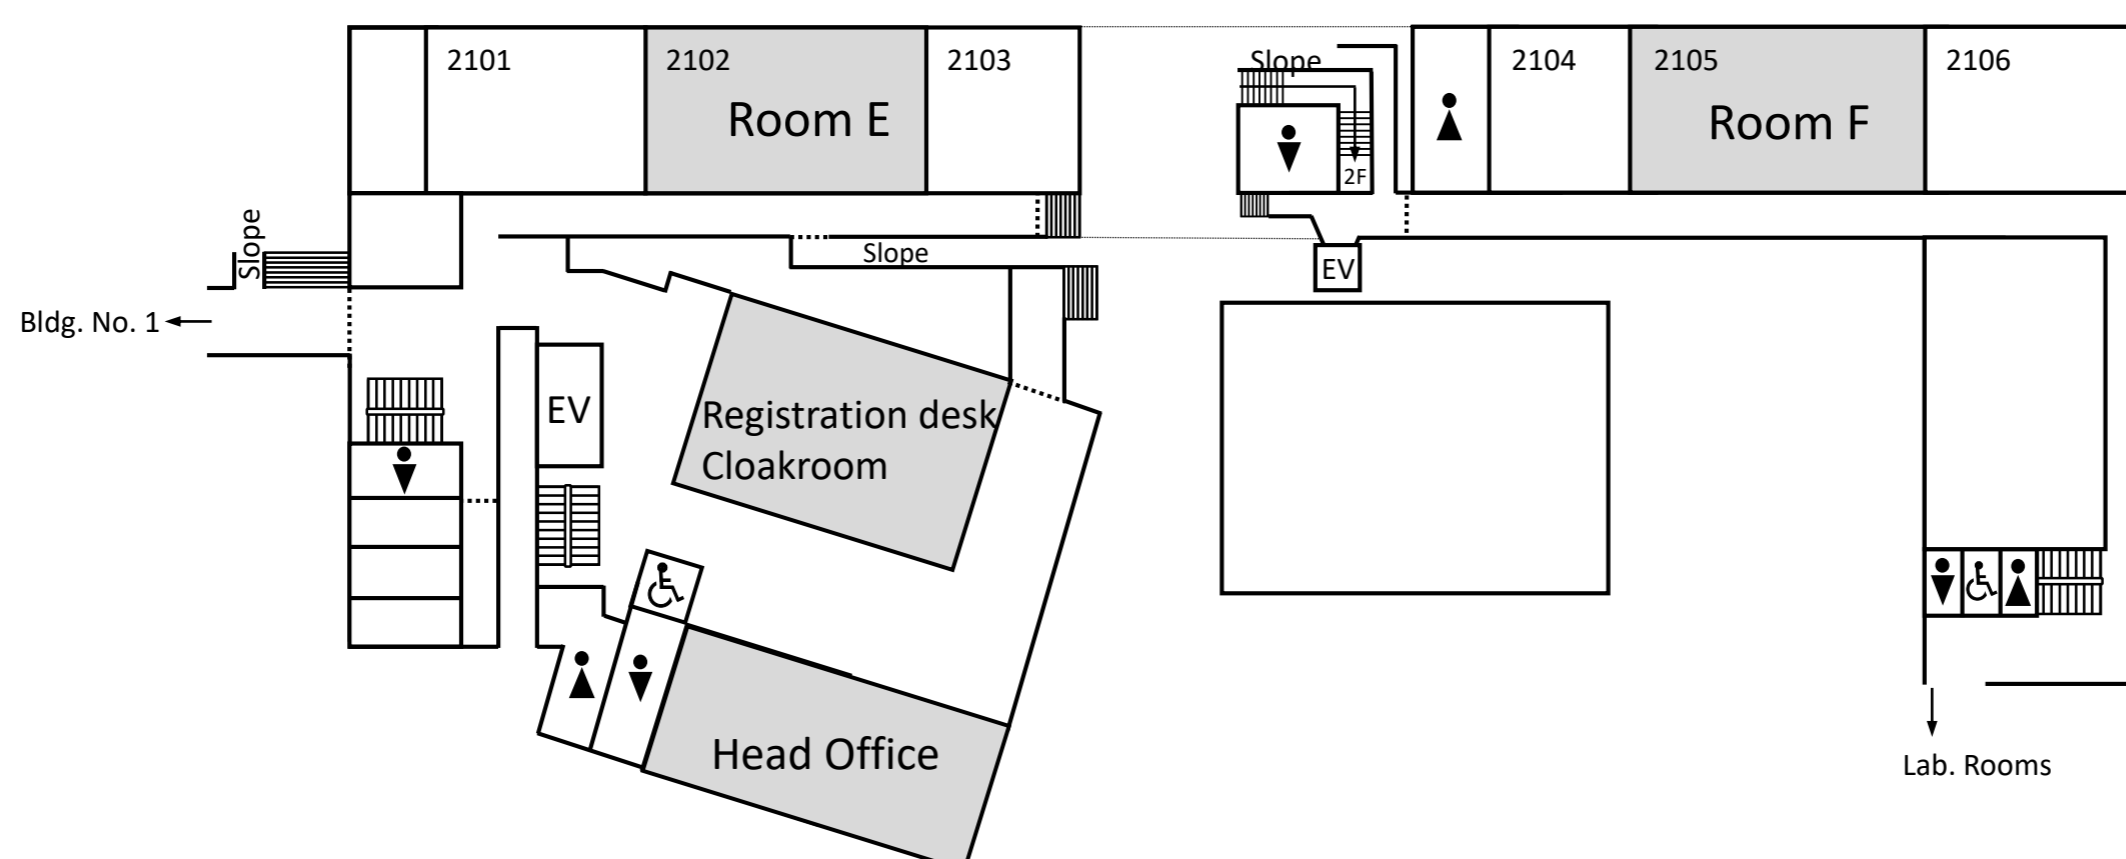 2101
2102
2103
Room E
Slope
2F
2104
2105
2106
Room F
Slope
Slope
EV
Bldg. No. 1
EV
Registration desk
Cloakroom
Head Office
Lab. Rooms